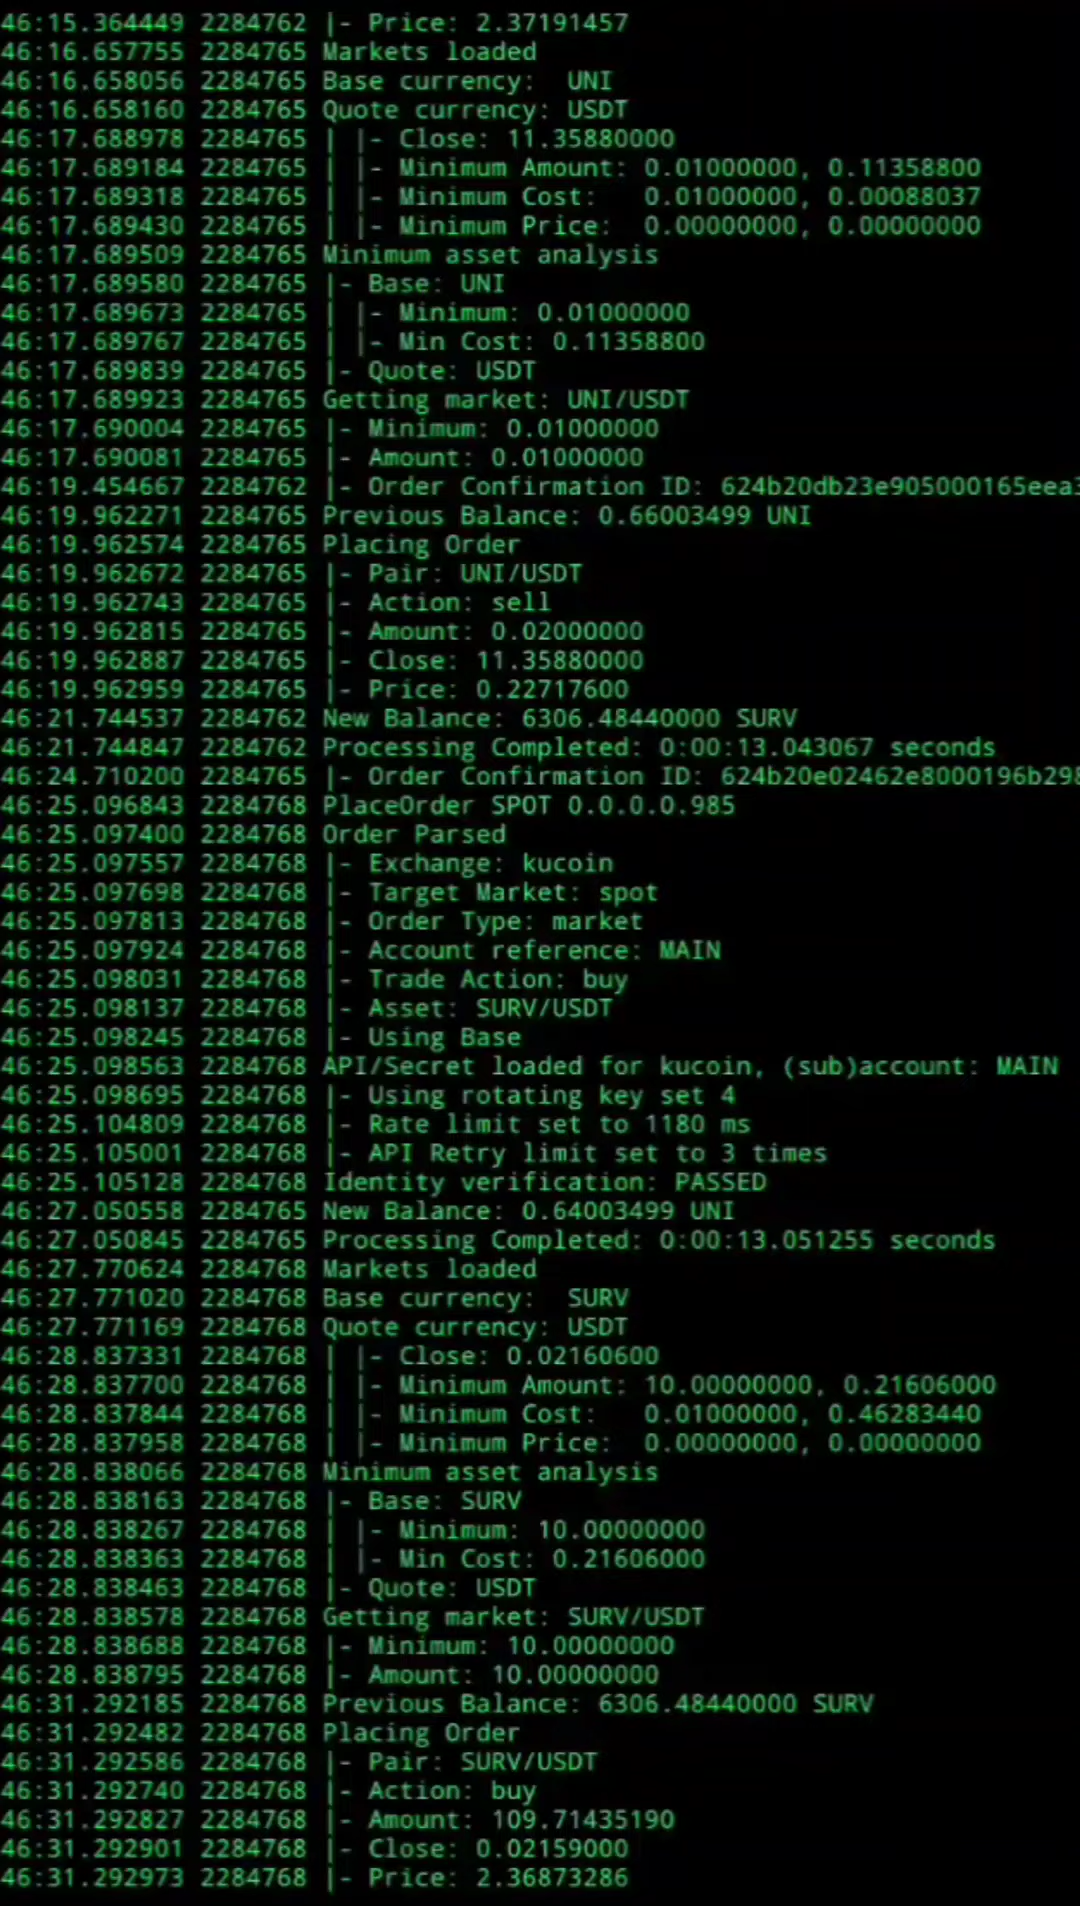 46:15.364449 2284762 |- Price: 2.37191457
46:16.657755 2284765 Markets loaded
46:16.658056 2284765 Base currency:  UNI
46:16.658160 2284765 Quote currency: USDT
46:17.688978 2284765 | |- Close: 11.35880000
46:17.689184 2284765 | |- Minimum Amount: 0.01000000, 0.11358800
46:17.689318 2284765 | |- Minimum Cost:   0.01000000, 0.00088037
46:17.689430 2284765 | |- Minimum Price:  0.00000000, 0.00000000
46:17.689509 2284765 Minimum asset analysis
46:17.689580 2284765 |- Base: UNI
46:17.689673 2284765 | |- Minimum: 0.01000000
46:17.689767 2284765 | |- Min Cost: 0.11358800
46:17.689839 2284765 |- Quote: USDT
46:17.689923 2284765 Getting market: UNI/USDT
46:17.690004 2284765 |- Minimum: 0.01000000
46:17.690081 2284765 |- Amount: 0.01000000
46:19.454667 2284762 |- Order Confirmation ID: 624b20db23e905000165eea3
46:19.962271 2284765 Previous Balance: 0.66003499 UNI
46:19.962574 2284765 Placing Order
46:19.962672 2284765 |- Pair: UNI/USDT
46:19.962743 2284765 |- Action: sell
46:19.962815 2284765 |- Amount: 0.02000000
46:19.962887 2284765 |- Close: 11.35880000
46:19.962959 2284765 |- Price: 0.22717600
46:21.744537 2284762 New Balance: 6306.48440000 SURV
46:21.744847 2284762 Processing Completed: 0:00:13.043067 seconds
46:24.710200 2284765 |- Order Confirmation ID: 624b20e02462e8000196b298
46:25.096843 2284768 PlaceOrder SPOT 0.0.0.0.985
46:25.097400 2284768 Order Parsed
46:25.097557 2284768 |- Exchange: kucoin
46:25.097698 2284768 |- Target Market: spot
46:25.097813 2284768 |- Order Type: market
46:25.097924 2284768 |- Account reference: MAIN
46:25.098031 2284768 |- Trade Action: buy
46:25.098137 2284768 |- Asset: SURV/USDT
46:25.098245 2284768 |- Using Base
46:25.098563 2284768 API/Secret loaded for kucoin, (sub)account: MAIN
46:25.098695 2284768 |- Using rotating key set 4
46:25.104809 2284768 |- Rate limit set to 1180 ms
46:25.105001 2284768 |- API Retry limit set to 3 times
46:25.105128 2284768 Identity verification: PASSED
46:27.050558 2284765 New Balance: 0.64003499 UNI
46:27.050845 2284765 Processing Completed: 0:00:13.051255 seconds
46:27.770624 2284768 Markets loaded
46:27.771020 2284768 Base currency:  SURV
46:27.771169 2284768 Quote currency: USDT
46:28.837331 2284768 | |- Close: 0.02160600
46:28.837700 2284768 | |- Minimum Amount: 10.00000000, 0.21606000
46:28.837844 2284768 | |- Minimum Cost:   0.01000000, 0.46283440
46:28.837958 2284768 | |- Minimum Price:  0.00000000, 0.00000000
46:28.838066 2284768 Minimum asset analysis
46:28.838163 2284768 |- Base: SURV
46:28.838267 2284768 | |- Minimum: 10.00000000
46:28.838363 2284768 | |- Min Cost: 0.21606000
46:28.838463 2284768 |- Quote: USDT
46:28.838578 2284768 Getting market: SURV/USDT
46:28.838688 2284768 |- Minimum: 10.00000000
46:28.838795 2284768 |- Amount: 10.00000000
46:31.292185 2284768 Previous Balance: 6306.48440000 SURV
46:31.292482 2284768 Placing Order
46:31.292586 2284768 |- Pair: SURV/USDT
46:31.292740 2284768 |- Action: buy
46:31.292827 2284768 |- Amount: 109.71435190
46:31.292901 2284768 |- Close: 0.02159000
46:31.292973 2284768 |- Price: 2.36873286